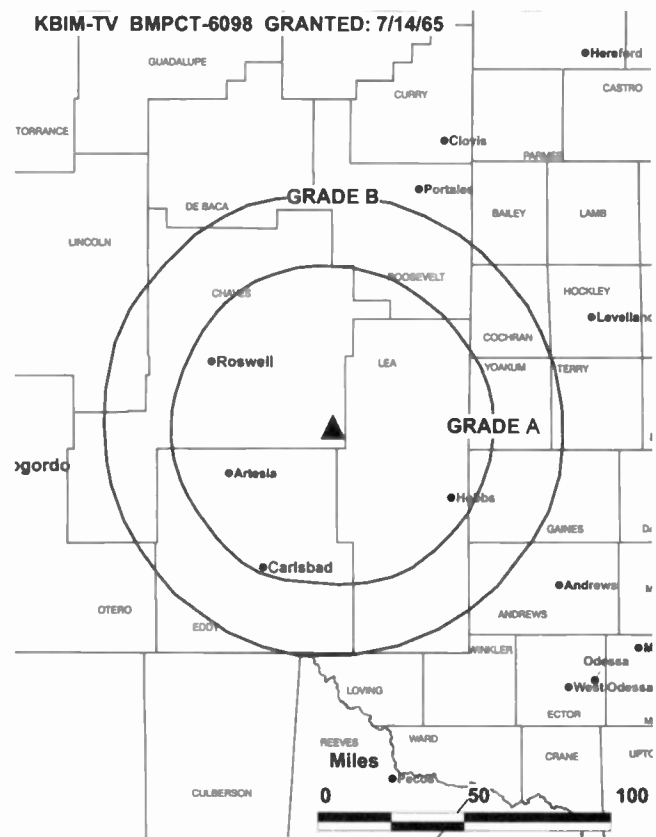 KBIM-TV BMPCT-6098 GRANTED: 7/14/65
Hereford
GUADALUPE
CURRY
CASTRO
TORRANCE
Clovis
PARMER
Portales
GRADE B
DE BACA
BAILEY
LAMB
LINCOLN
ROOSEVELT
CHAVES
HOCKLEY
Levelland
COCHRAN
Roswell
LEA
YOAKUM
TERRY
GRADE A
ogordo
Artesia
Hobbs
GAINES
Carlsbad
Andrews
OTERO
EDDY
ANDREWS
WINKLER
M
Odessa
LOVING
West Odessa
ECTOR
REEVES
WARD
Miles
CRANE
UPTO
Pecos
CULBERSON
0
50
100